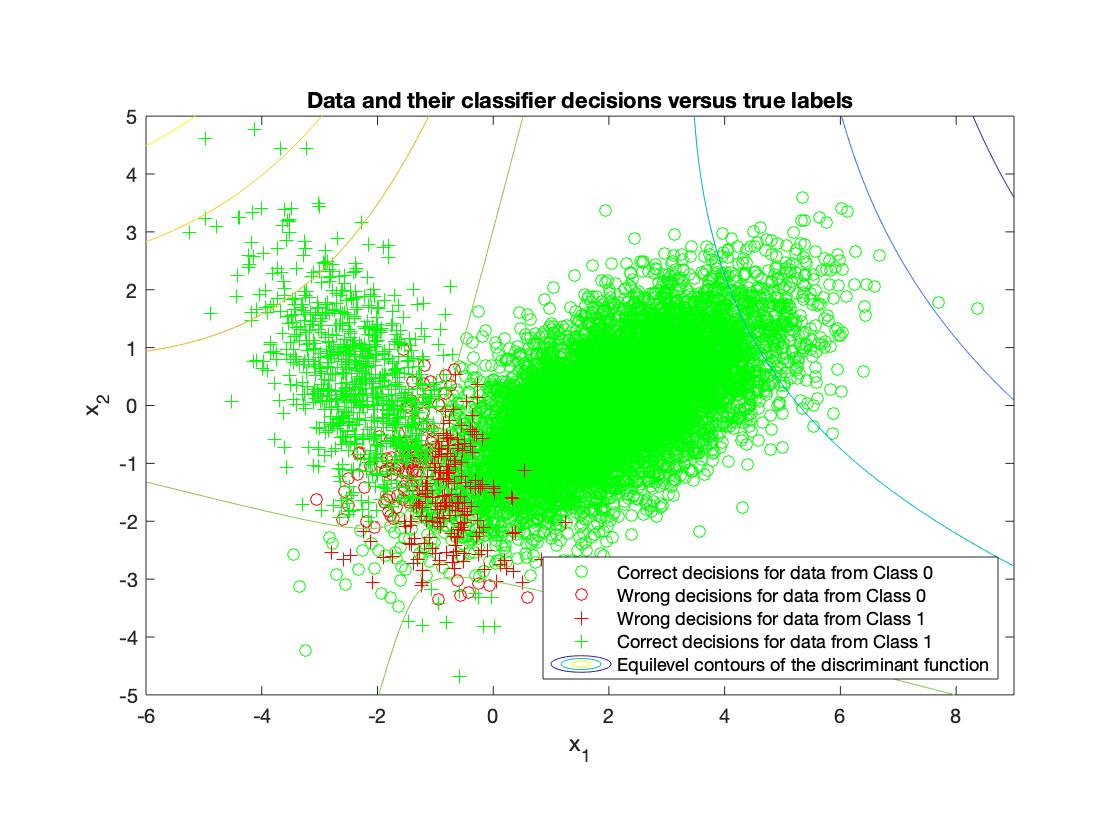 Data and their classifier decisions versus true labels
5
4
3
2
1
0
-1
-2
-3
-4
-5
x2
Correct decisions for data from Class 0
Wrong decisions for data from Class 0
Wrong decisions for data from Class 1
Correct decisions for data from Class 1
Equilevel contours of the discriminant function
-6 -4 -2 0 2 4 6 8
x1